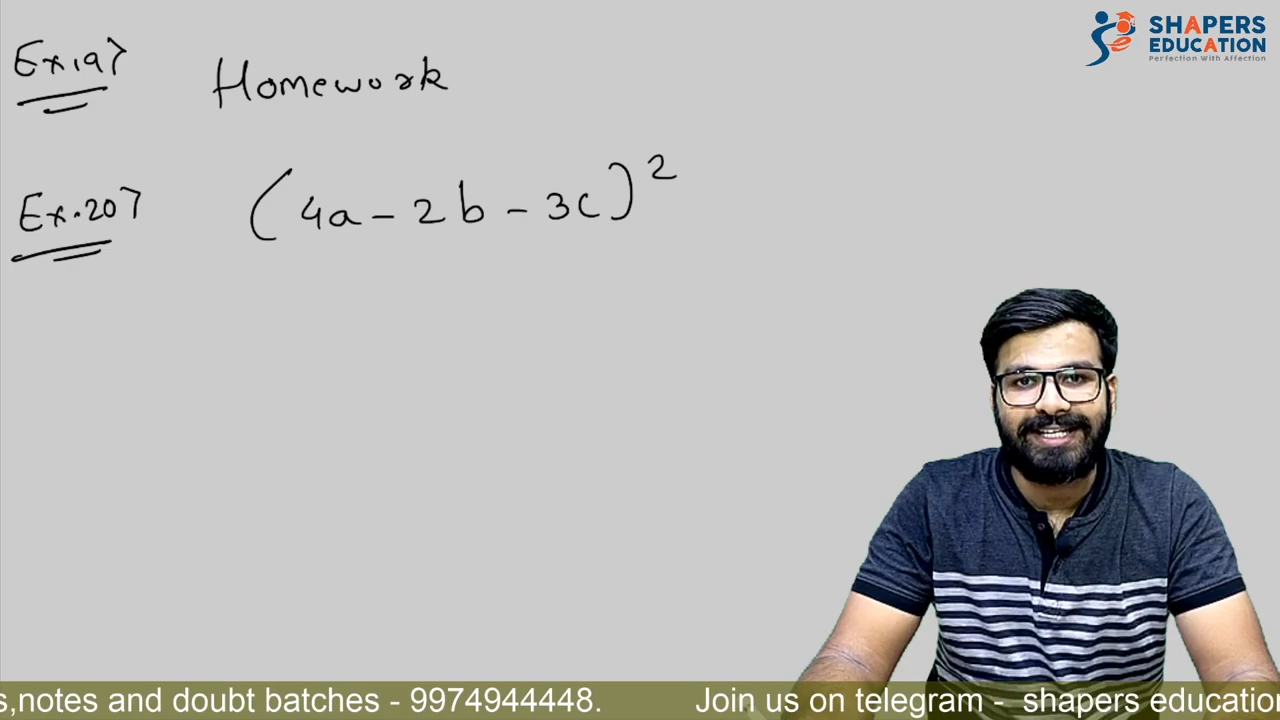 SHAPERS
EDUCATION
Perfection With Affection
Ex.19> Homework
Ex.20> (4a - 2b - 3c)²
s,notes and doubt batches - 9974944448. Join us on telegram - shapers education